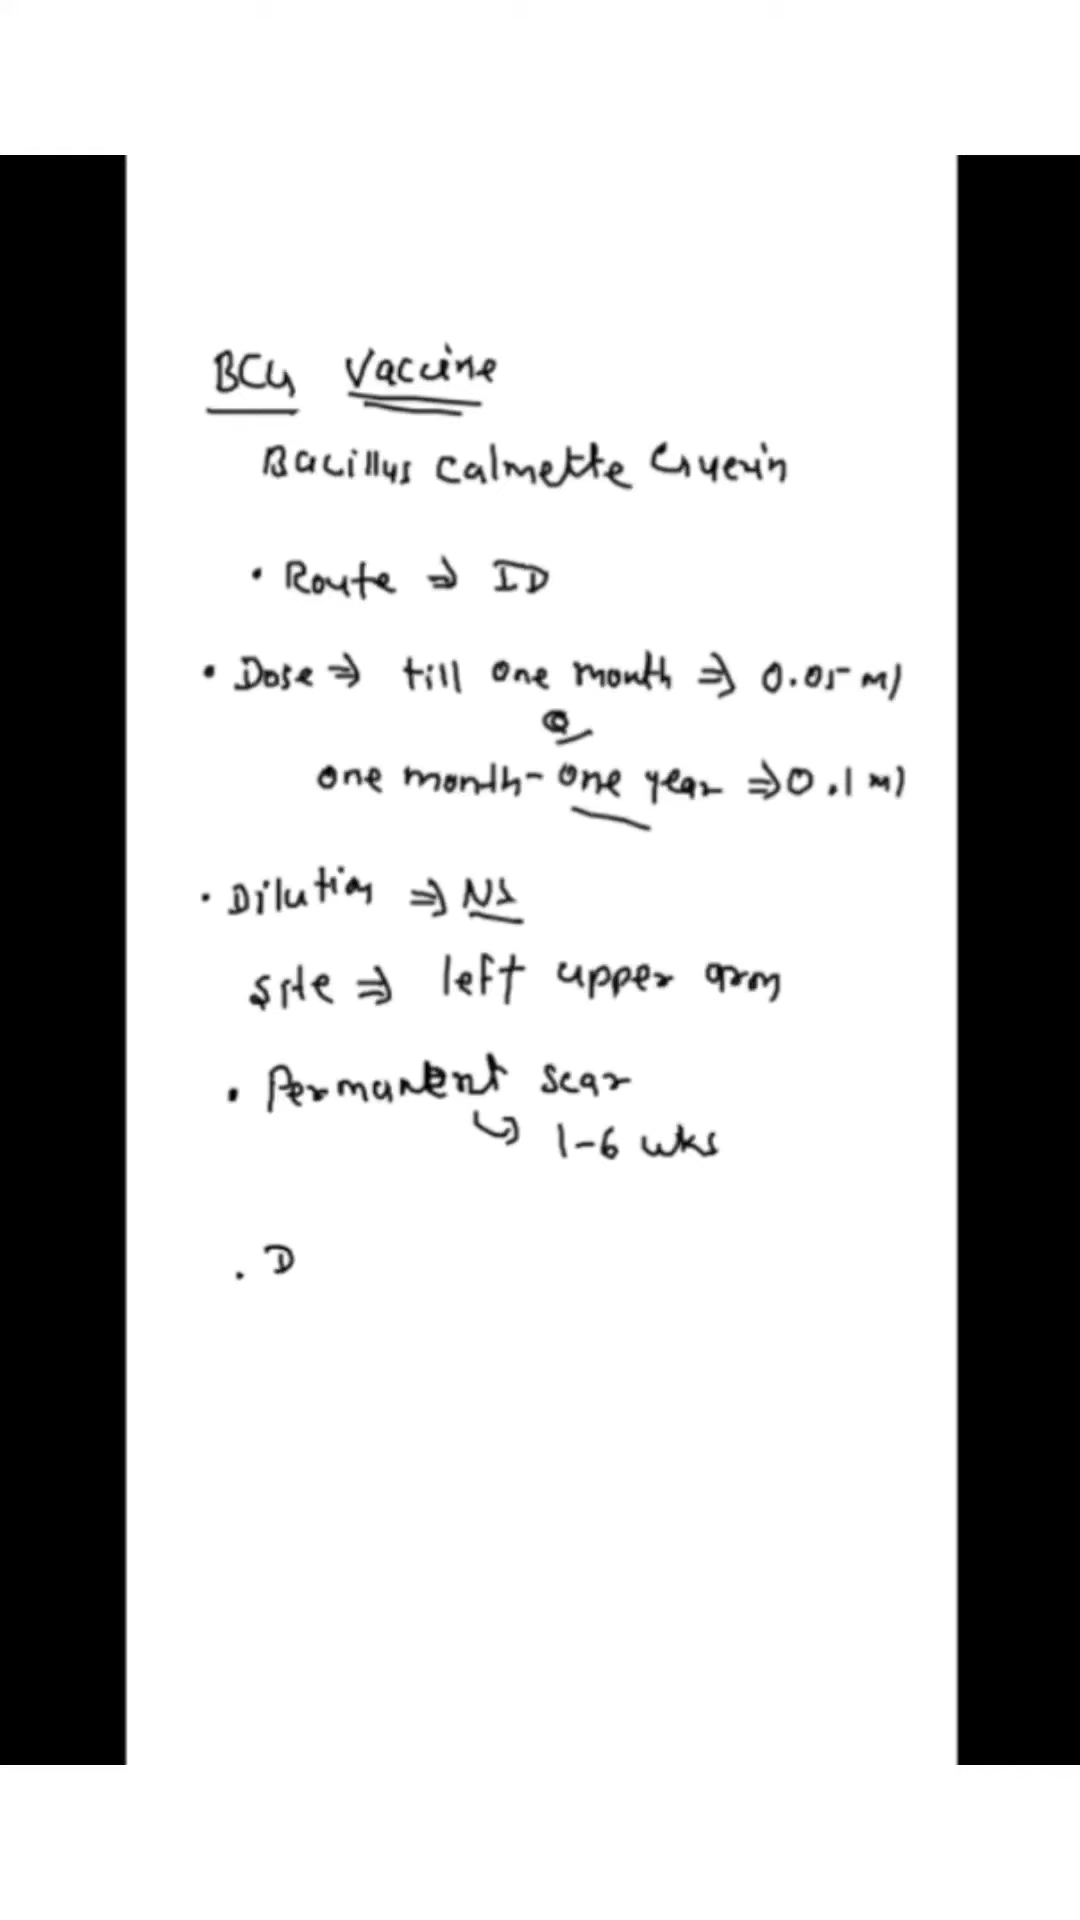 BCG Vaccine
Bacillus Calmette Guerin
• Route ⇒ ID
• Dose ⇒ till one month ⇒ 0.05 ml
one month - one year ⇒ 0.1 ml
• Dilution ⇒ NS
Site ⇒ left upper arm
• Permanent scar
↳ 1-6 wks
• D